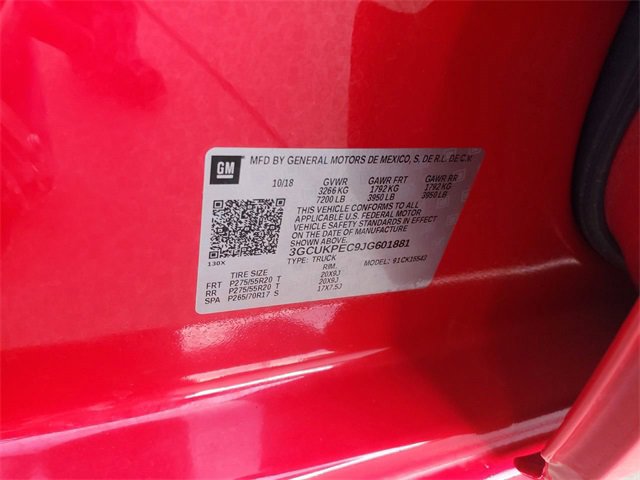 GM MFD BY GENERAL MOTORS DE MEXICO, S. DE R.L. DE C.V.
10/18 GVWR GAWR FRT GAWR RR
3266 KG 1792 KG 1792 KG
7200 LB 3950 LB 3950 LB
THIS VEHICLE CONFORMS TO ALL
APPLICABLE U.S. FEDERAL MOTOR
VEHICLE SAFETY STANDARDS IN EFFECT
ON THE DATE OF MANUFACTURE
SHOWN ABOVE.
3GCUKPEC9JG601881
130X
TYPE: TRUCK MODEL: 91CK15543
TIRE SIZE RIM
FRT P275/55R20 T 20X9J
RR P275/55R20 T 20X9J
SPA P265/70R17 S 17X7.5J